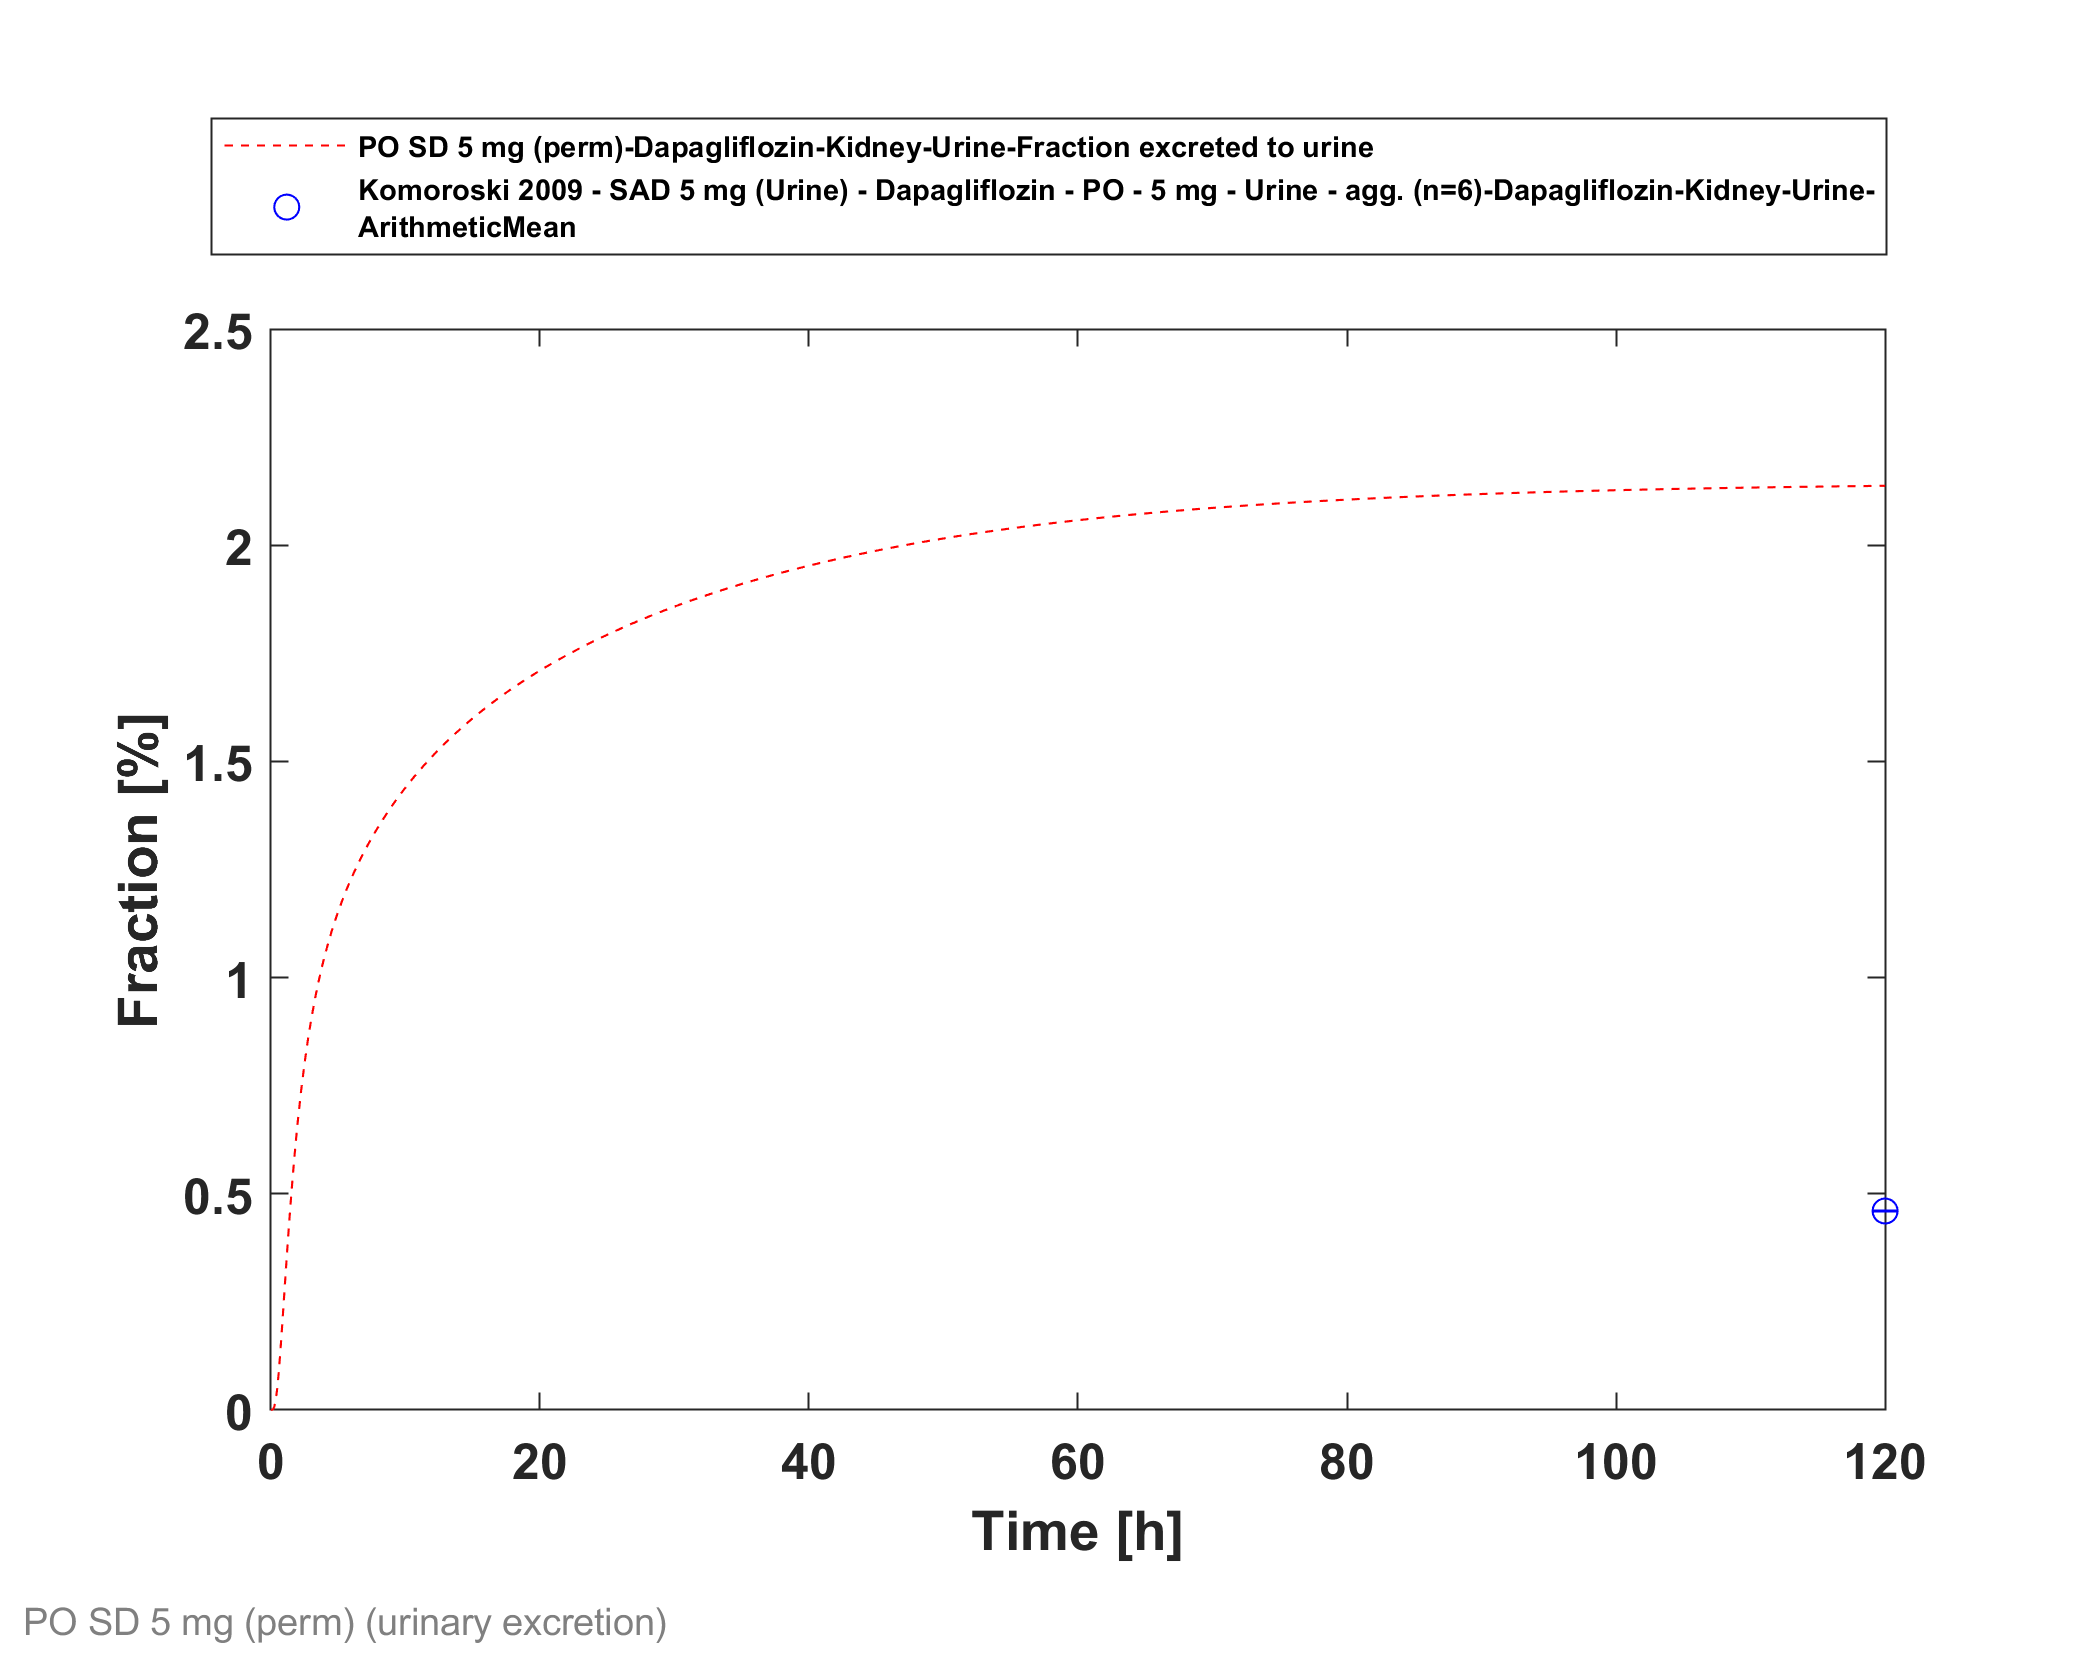 PO SD 5 mg (perm)-Dapagliflozin-Kidney-Urine-Fraction excreted to urine
Komoroski 2009 - SAD 5 mg (Urine) - Dapagliflozin - PO - 5 mg - Urine - agg. (n=6)-Dapagliflozin-Kidney-Urine-
ArithmeticMean
2.5
2
1.5
1
0.5
0
Fraction [%]
0 20 40 60 80 100 120
Time [h]
PO SD 5 mg (perm) (urinary excretion)